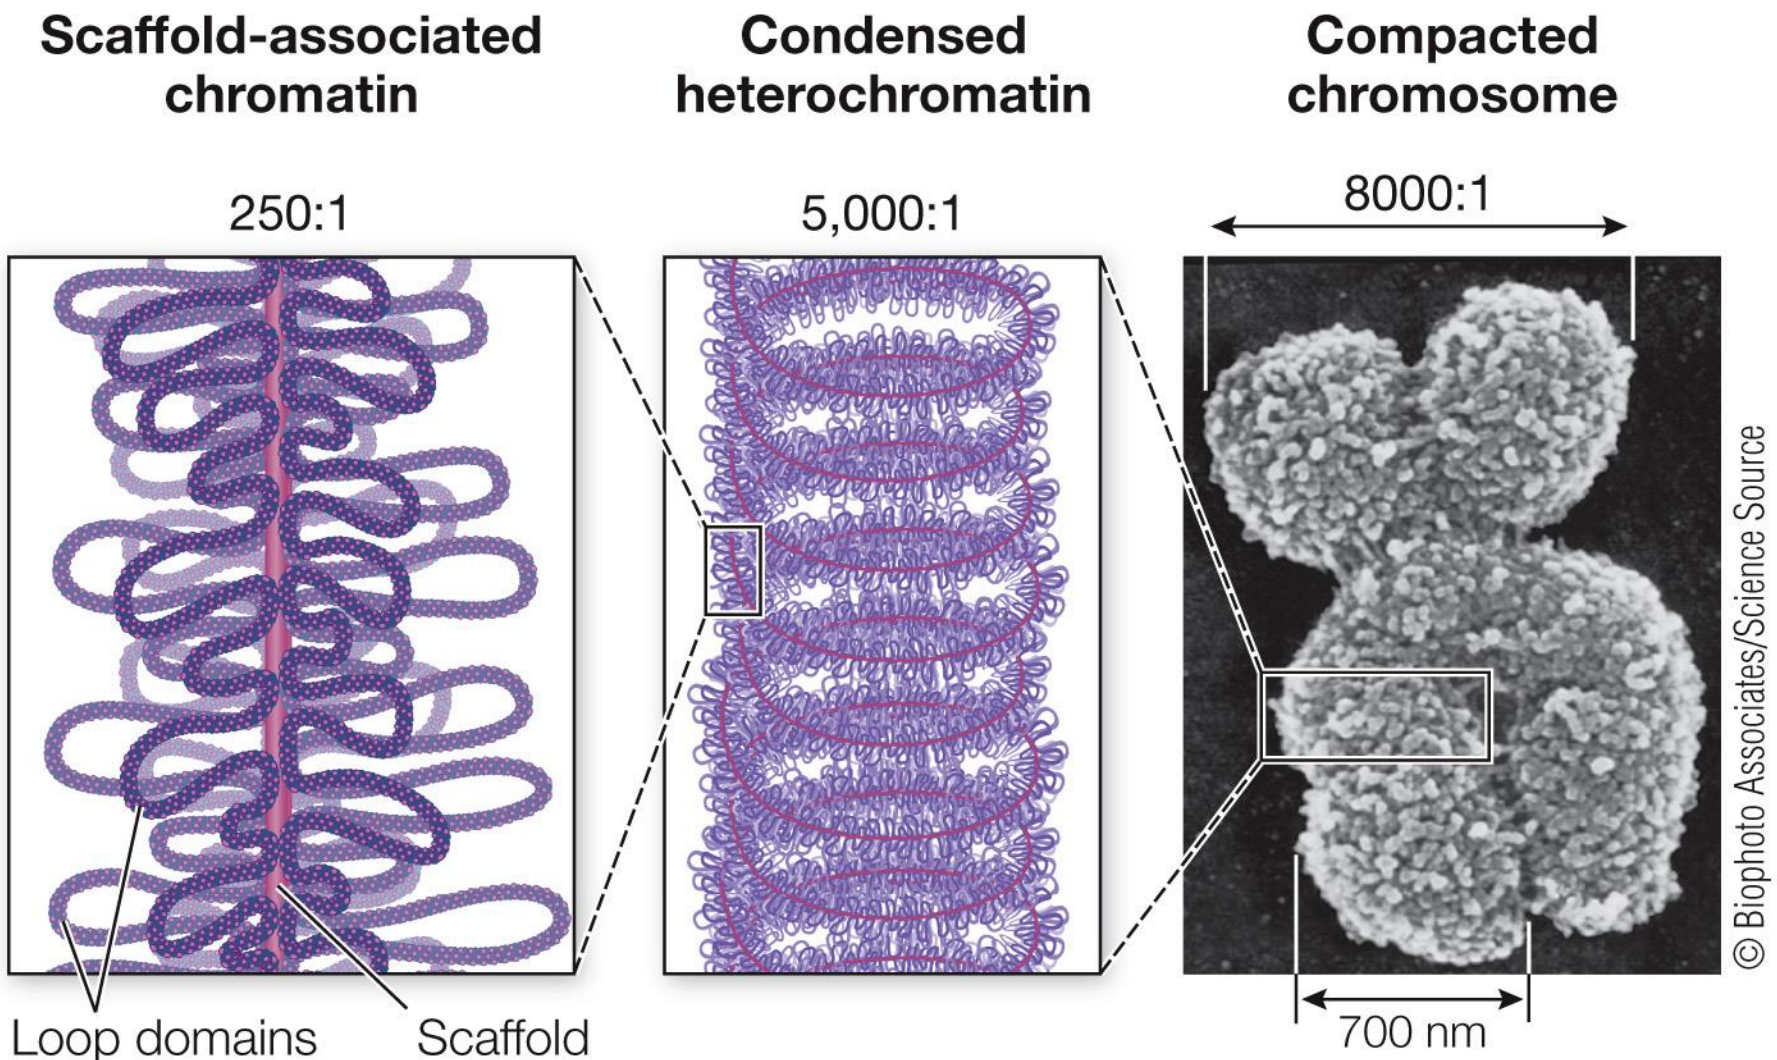 Scaffold-associated
chromatin
Condensed
heterochromatin
Compacted
chromosome
250:1
5,000:1
8000:1
Loop domains
Scaffold
700 nm
© Biophoto Associates/Science Source